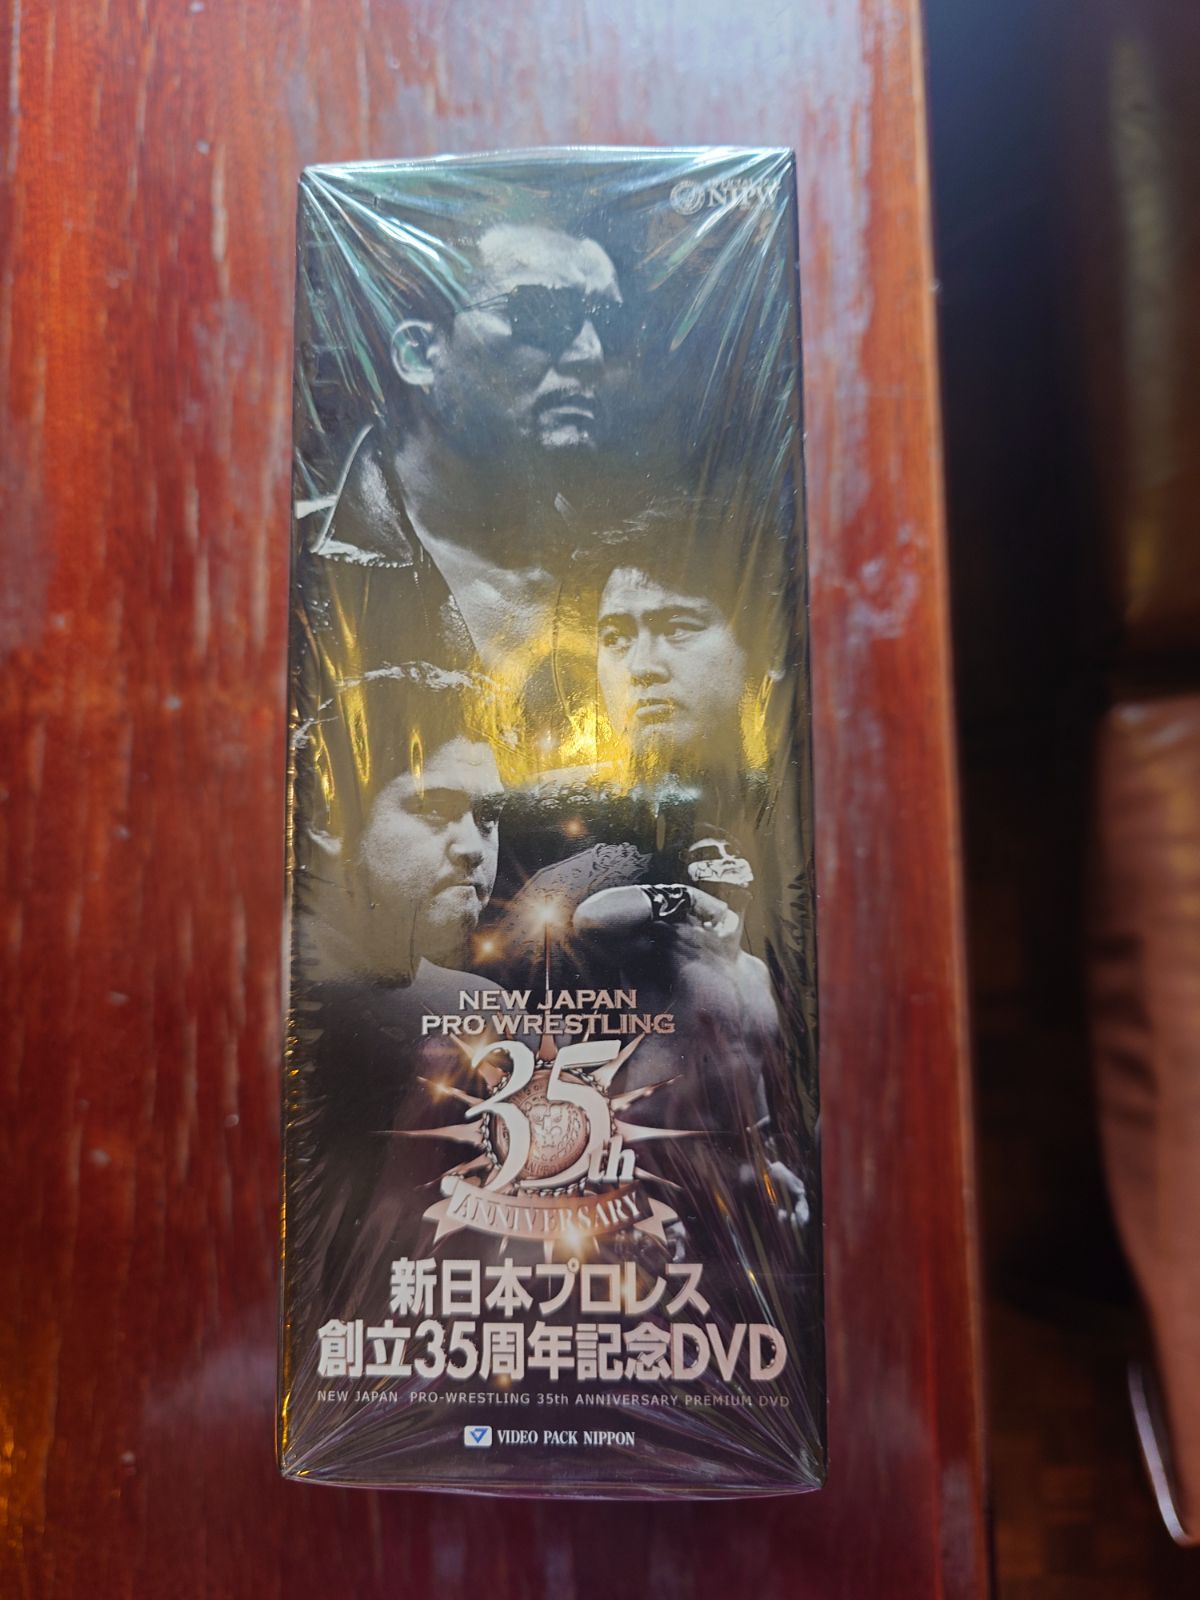 NJPW
NEW JAPAN
PRO WRESTLING
35th
ANNIVERSARY
新日本プロレス
創立35周年記念DVD
NEW JAPAN PRO-WRESTLING 35th ANNIVERSARY PREMIUM DVD
VIDEO PACK NIPPON